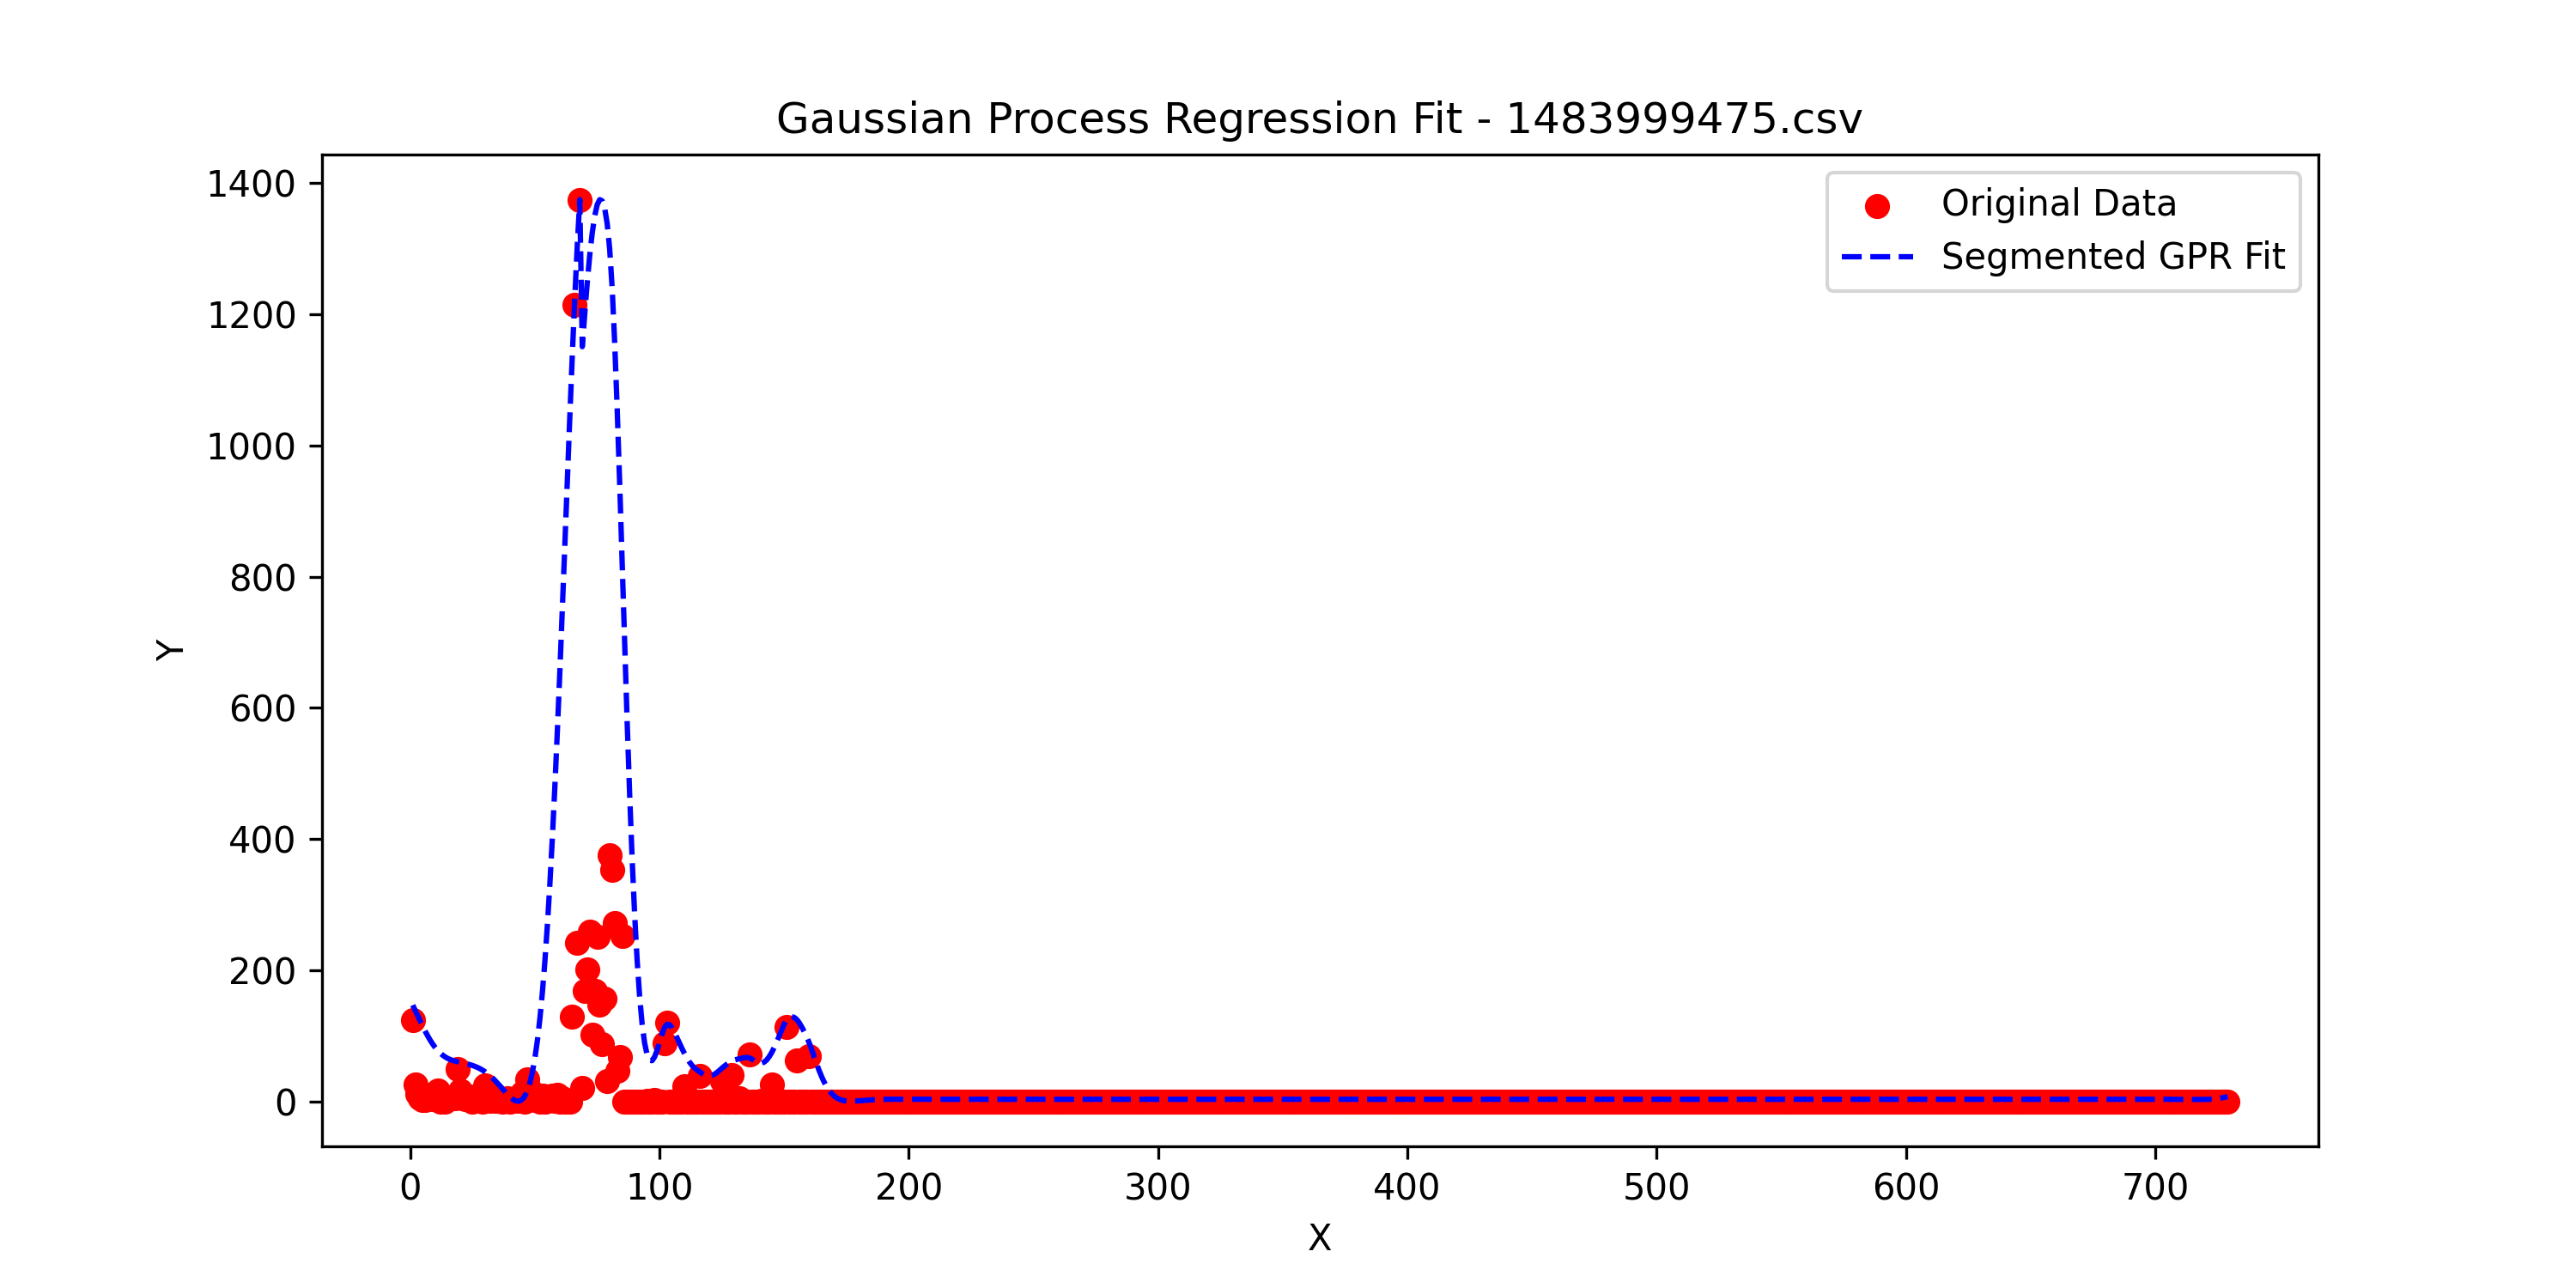 Gaussian Process Regression Fit - 1483999475.csv
Original Data
Segmented GPR Fit
1400
1200
1000
800
600
400
200
0
Y
0 100 200 300 400 500 600 700
X